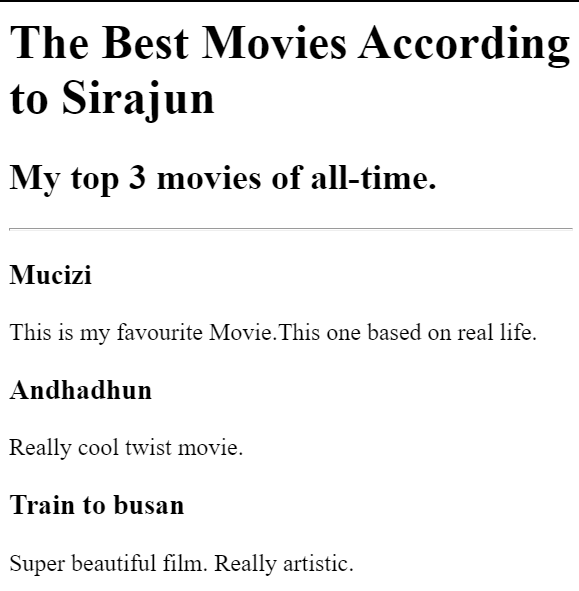 The Best Movies According
to Sirajun
My top 3 movies of all-time.
Mucizi
This is my favourite Movie.This one based on real life.
Andhadhun
Really cool twist movie.
Train to busan
Super beautiful film. Really artistic.